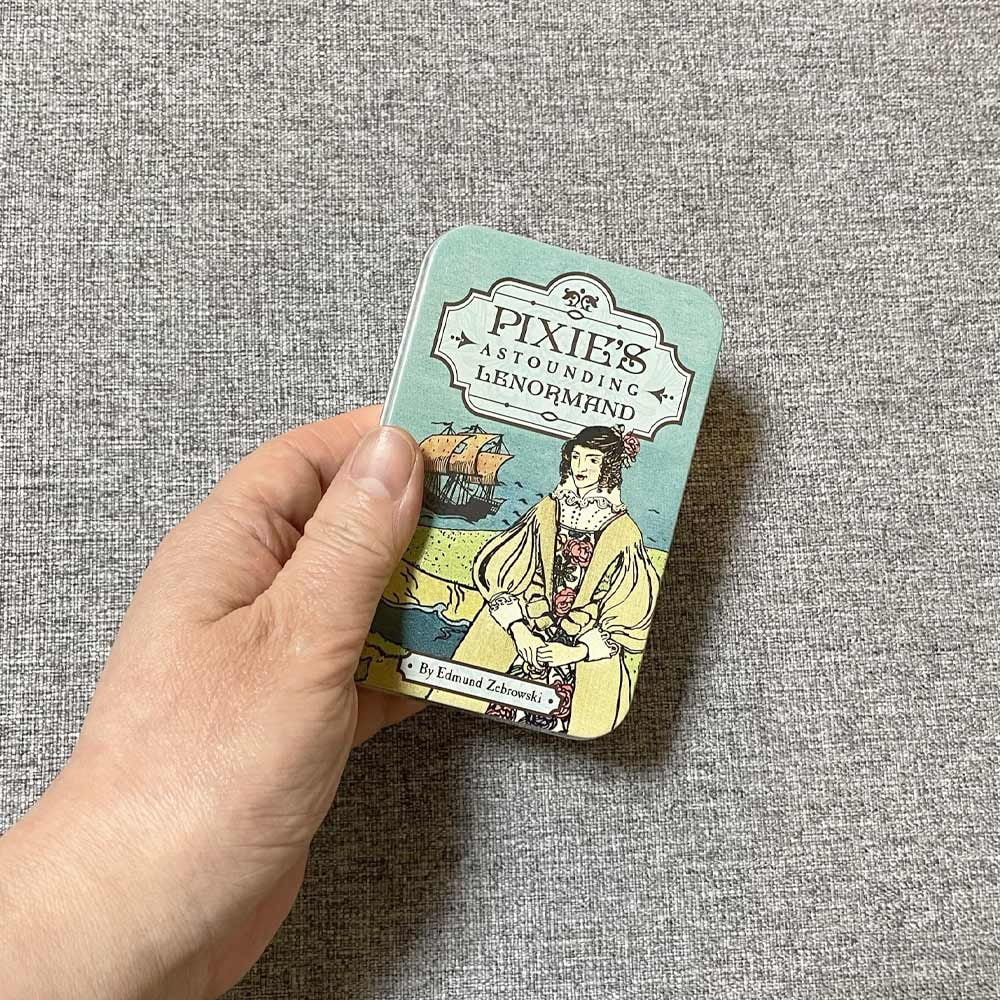 PIXIE'S
ASTOUNDING
LENORMAND
• By Edmund Zebrowski •